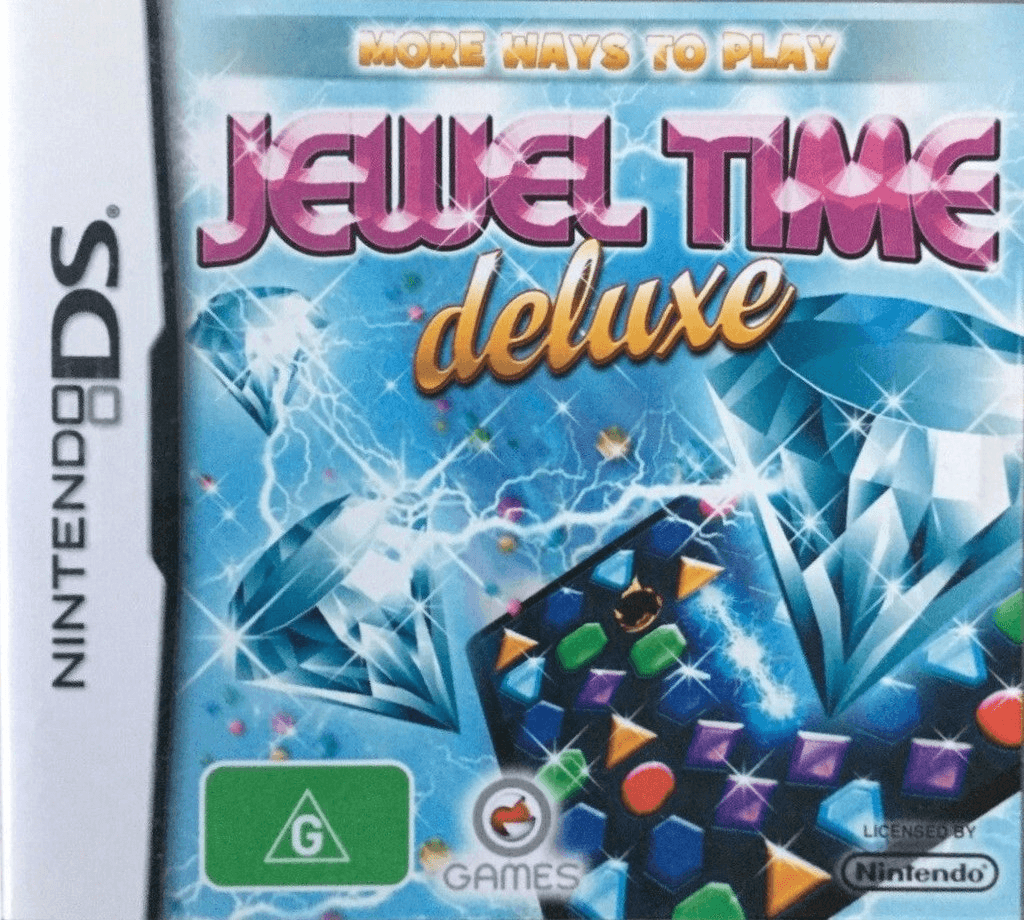 MORE WAYS TO PLAY
JEWEL TIME
deluxe
NINTENDO DS®
G
GAMES
LICENSED BY
Nintendo®